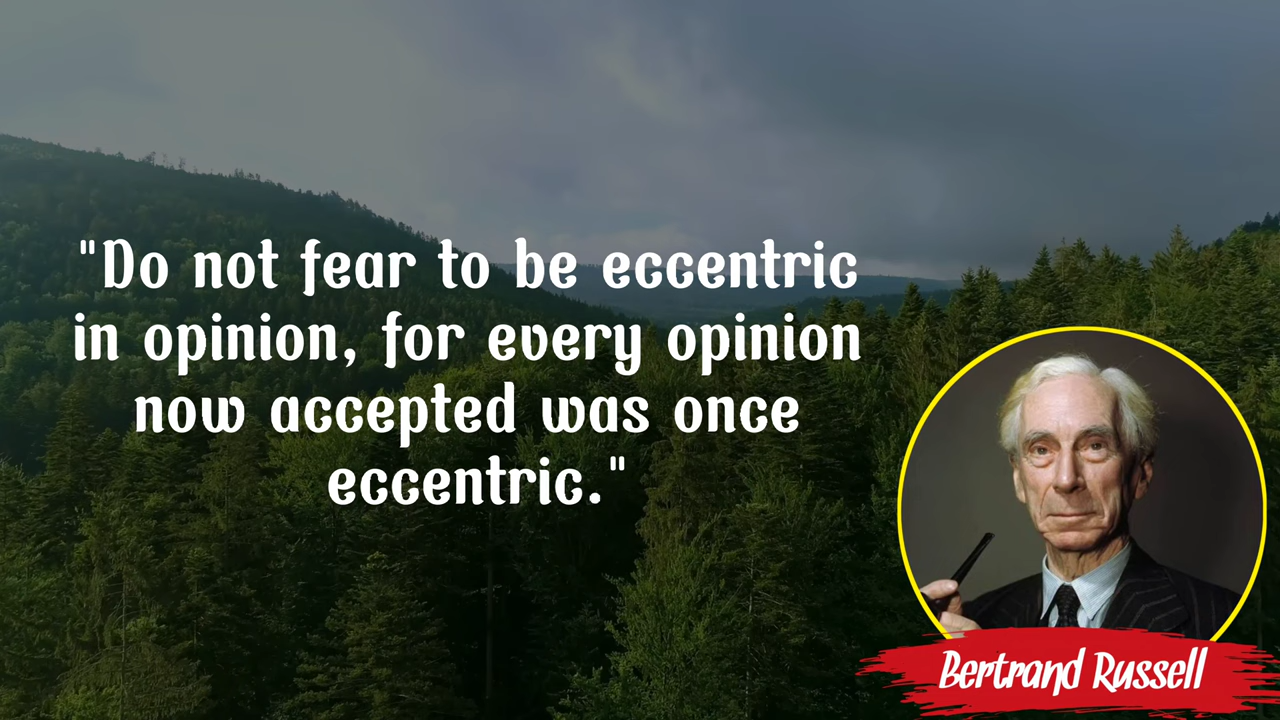 "Do not fear to be eccentric
in opinion, for every opinion
now accepted was once
eccentric."
Bertrand Russell